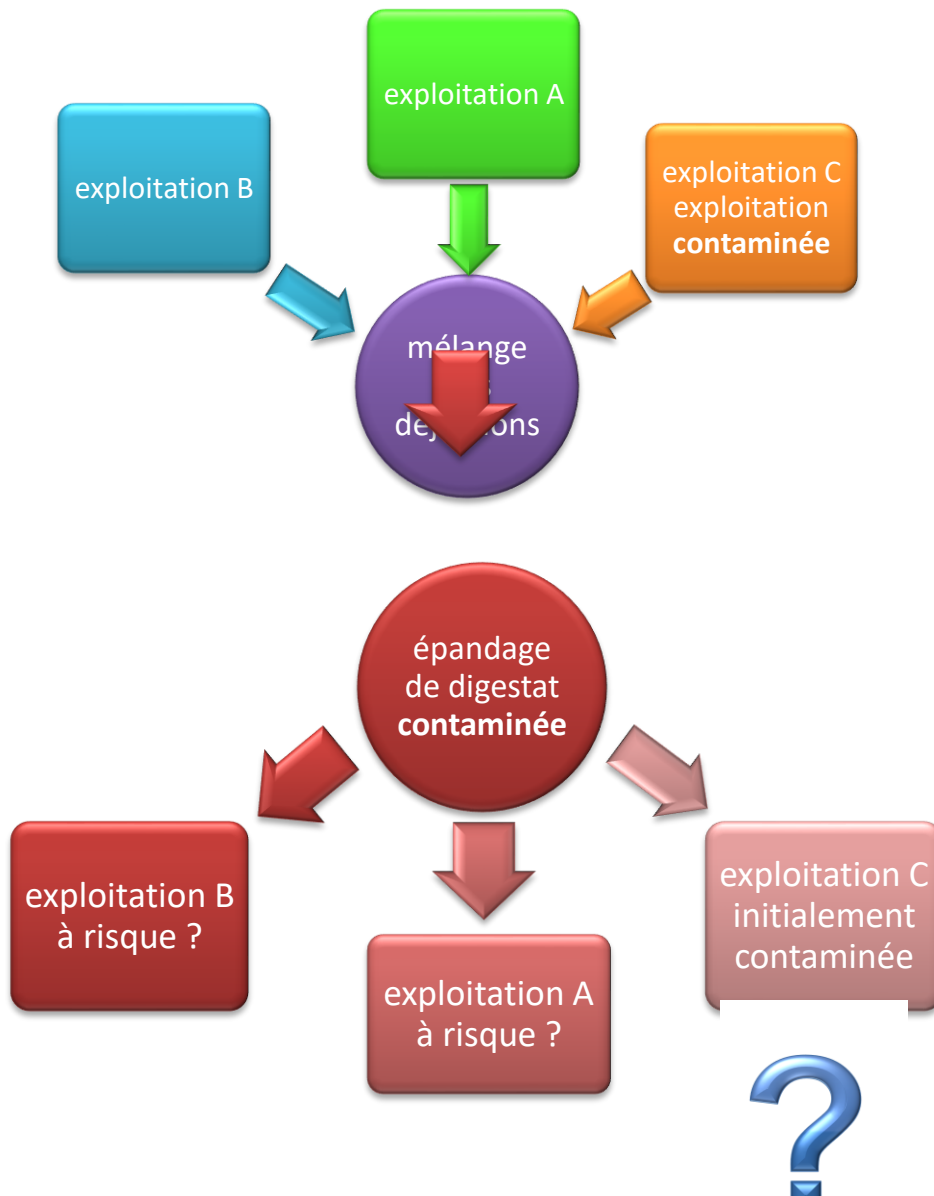 exploitation A
exploitation B
exploitation C
exploitation
contaminée
mélange
épandage
de digestat
contaminée
exploitation B
à risque ?
exploitation A
à risque ?
exploitation C
initialement
contaminée
?